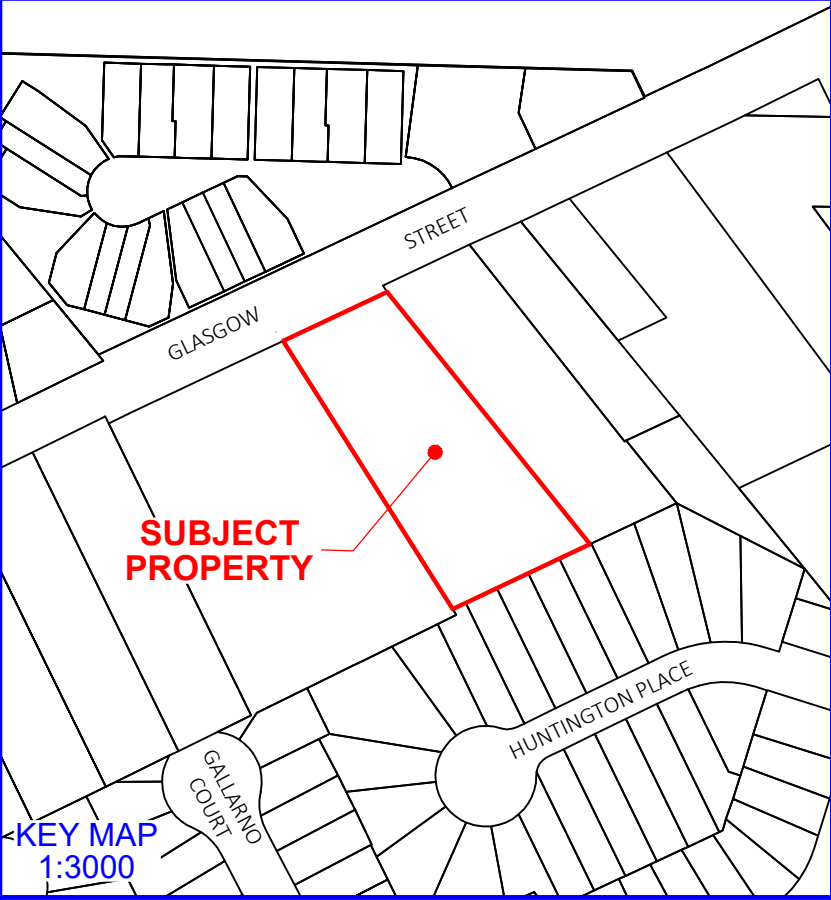 STREET
GLASGOW
SUBJECT
PROPERTY
HUNTINGTON PLACE
GALLARNO
COURT
KEY MAP
1:3000